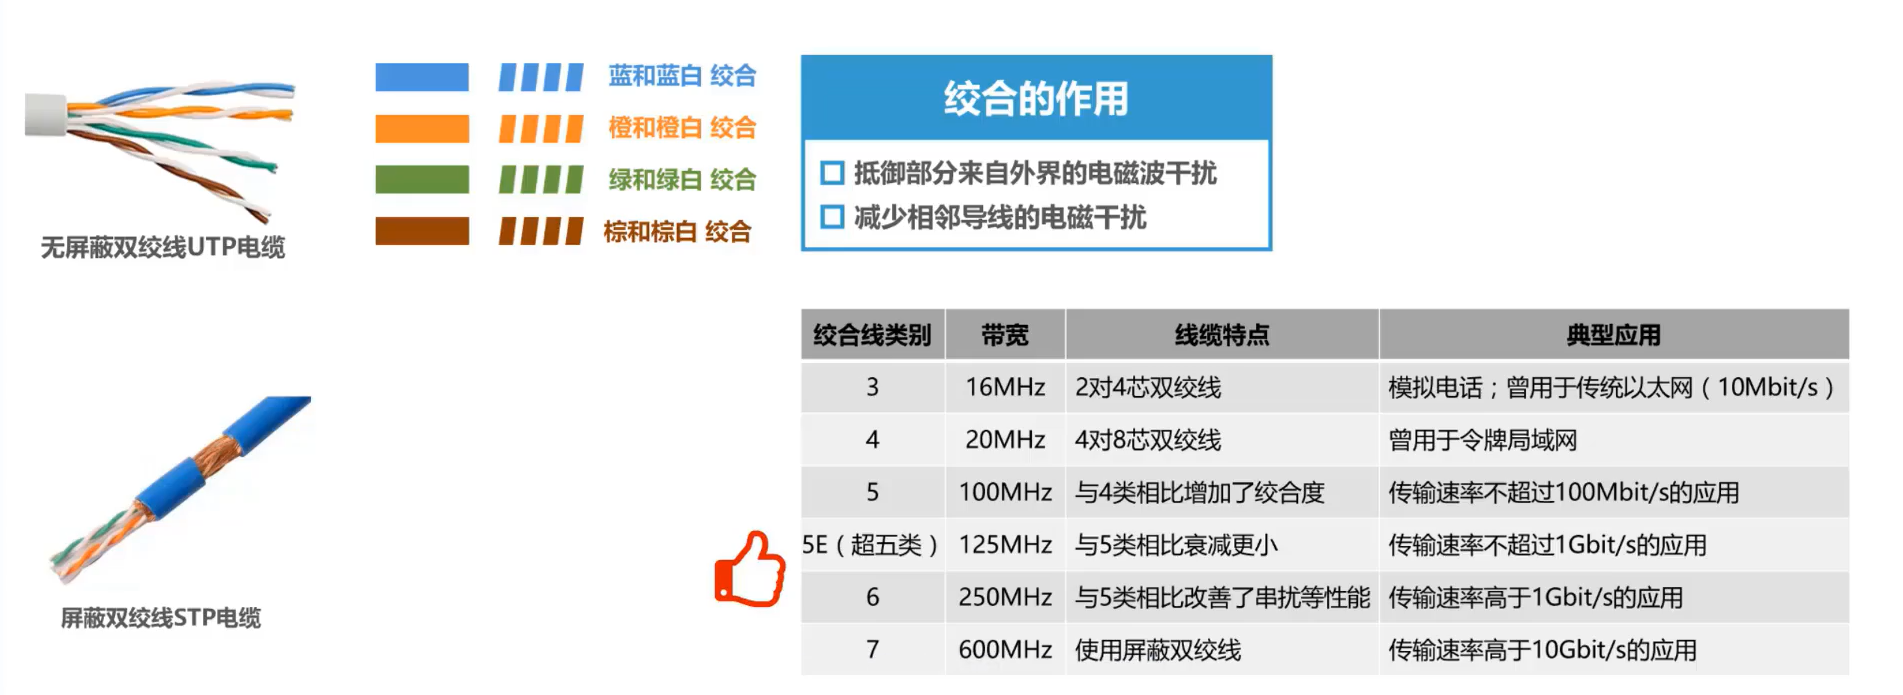 蓝和蓝白 绞合
橙和橙白 绞合
绿和绿白 绞合
棕和棕白 绞合
无屏蔽双绞线UTP电缆
绞合的作用
抵御部分来自外界的电磁波干扰
减少相邻导线的电磁干扰
屏蔽双绞线STP电缆
绞合线类别 带宽 线缆特点 典型应用
3 16MHz 2对4芯双绞线 模拟电话；曾用于传统以太网（10Mbit/s）
4 20MHz 4对8芯双绞线 曾用于令牌局域网
5 100MHz 与4类相比增加了绞合度 传输速率不超过100Mbit/s的应用
5E（超五类） 125MHz 与5类相比衰减更小 传输速率不超过1Gbit/s的应用
6 250MHz 与5类相比改善了串扰等性能 传输速率高于1Gbit/s的应用
7 600MHz 使用屏蔽双绞线 传输速率高于10Gbit/s的应用